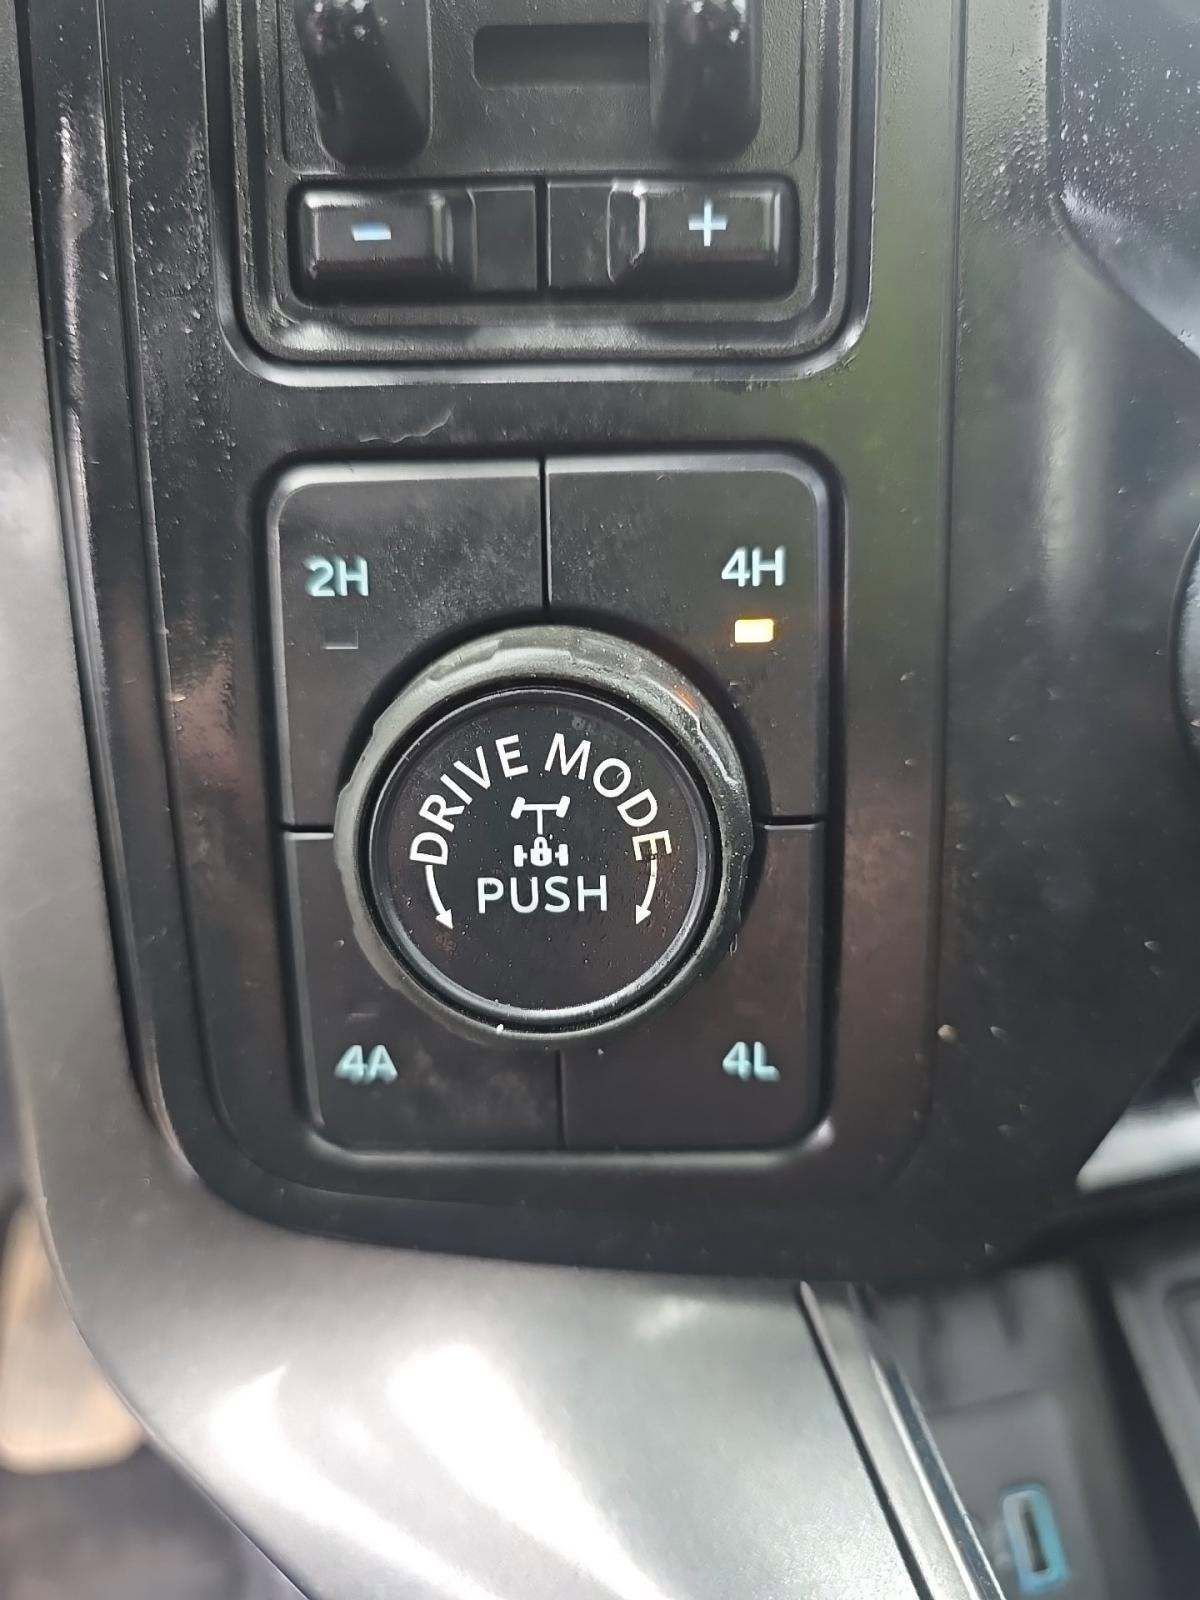 - +
2H 4H
DRIVE MODE
PUSH
4A 4L